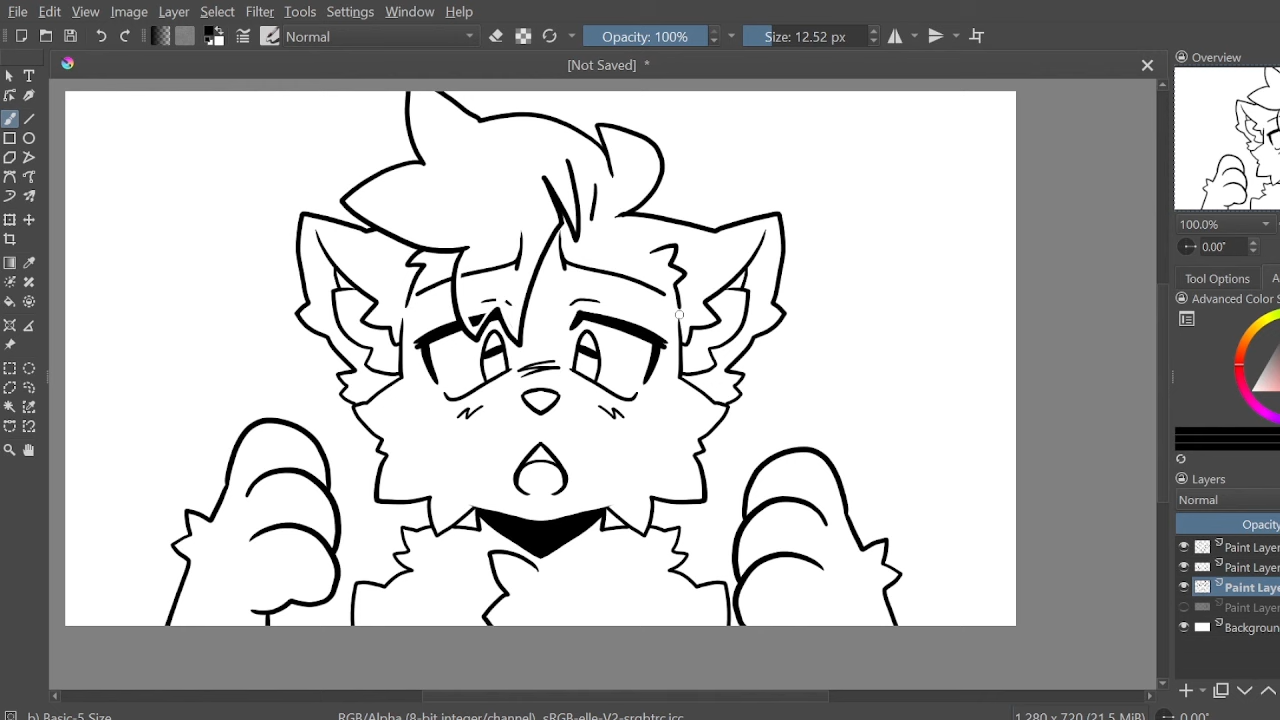 File Edit View Image Layer Select Filter Tools Settings Window Help
Normal Opacity: 100% Size: 12.52 px
[Not Saved] *
Overview
100.0%
0.00°
Tool Options A
Advanced Color S
Layers
Normal
Opacity
Paint Layer
Paint Layer
Paint Laye
Paint Layer
Backgroun
b) Basic-5 Size RGB/Alpha (8-bit integer/channel) sRGB-elle-V2-srgbtrc.icc 1,280 x 720 (21.5 MiB) 0.00°